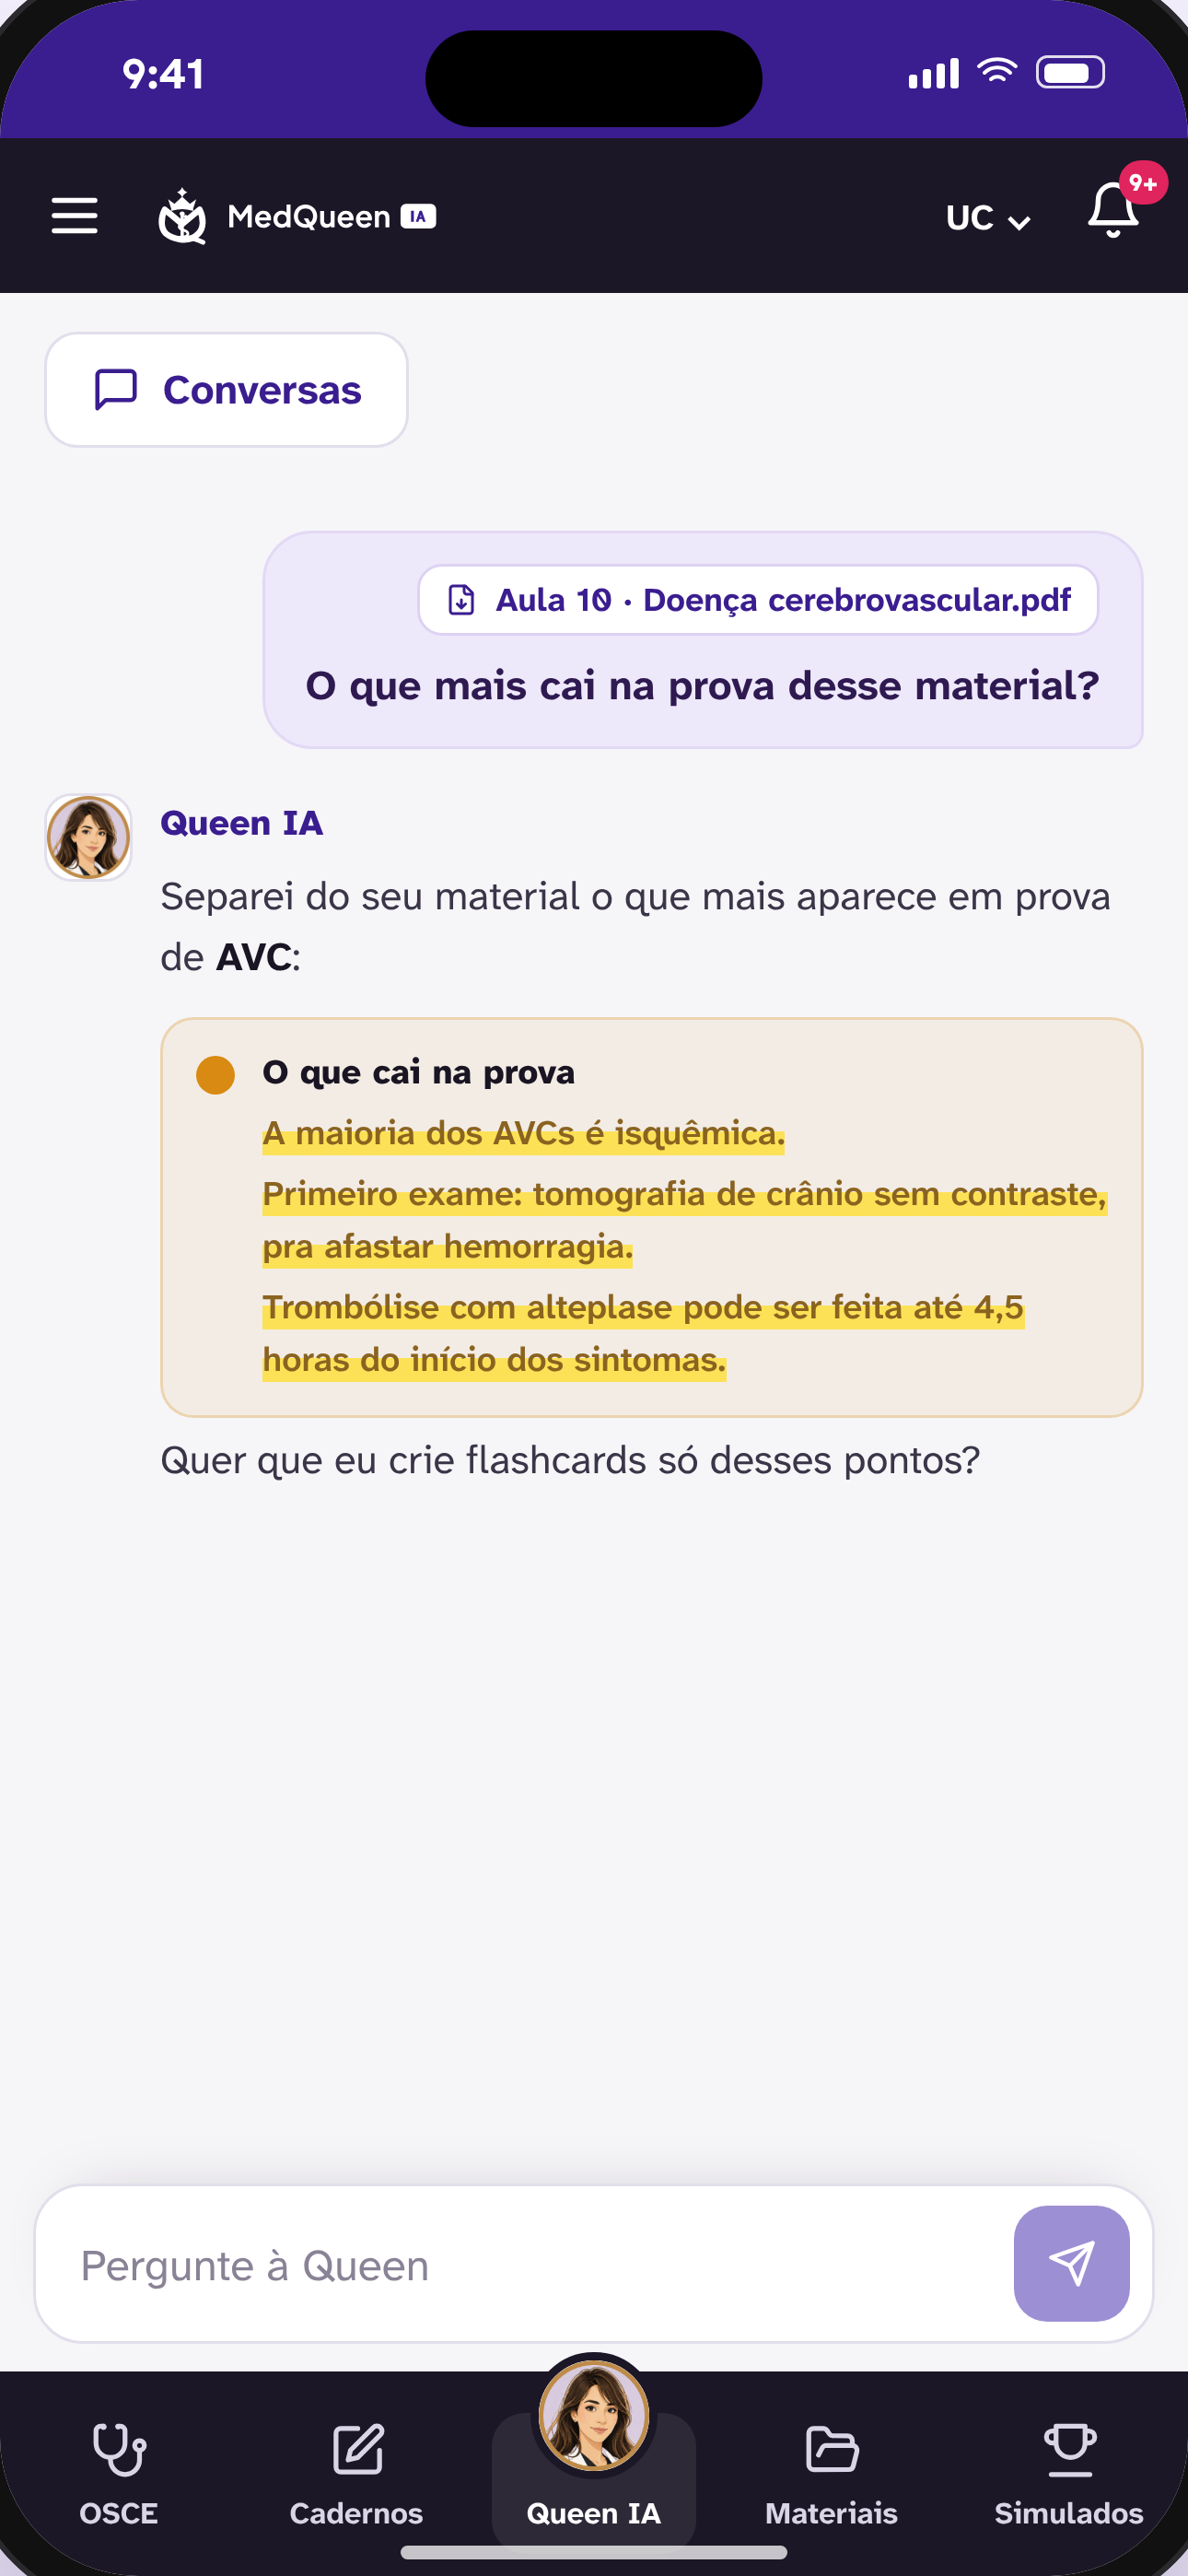 9:41
MedQueen IA
UC
9+
Conversas
Aula 10 · Doença cerebrovascular.pdf
O que mais cai na prova desse material?
Queen IA
Separei do seu material o que mais aparece em prova
de AVC:
O que cai na prova
A maioria dos AVCs é isquêmica.
Primeiro exame: tomografia de crânio sem contraste,
pra afastar hemorragia.
Trombólise com alteplase pode ser feita até 4,5
horas do início dos sintomas.
Quer que eu crie flashcards só desses pontos?
Pergunte à Queen
OSCE
Cadernos
Queen IA
Materiais
Simulados